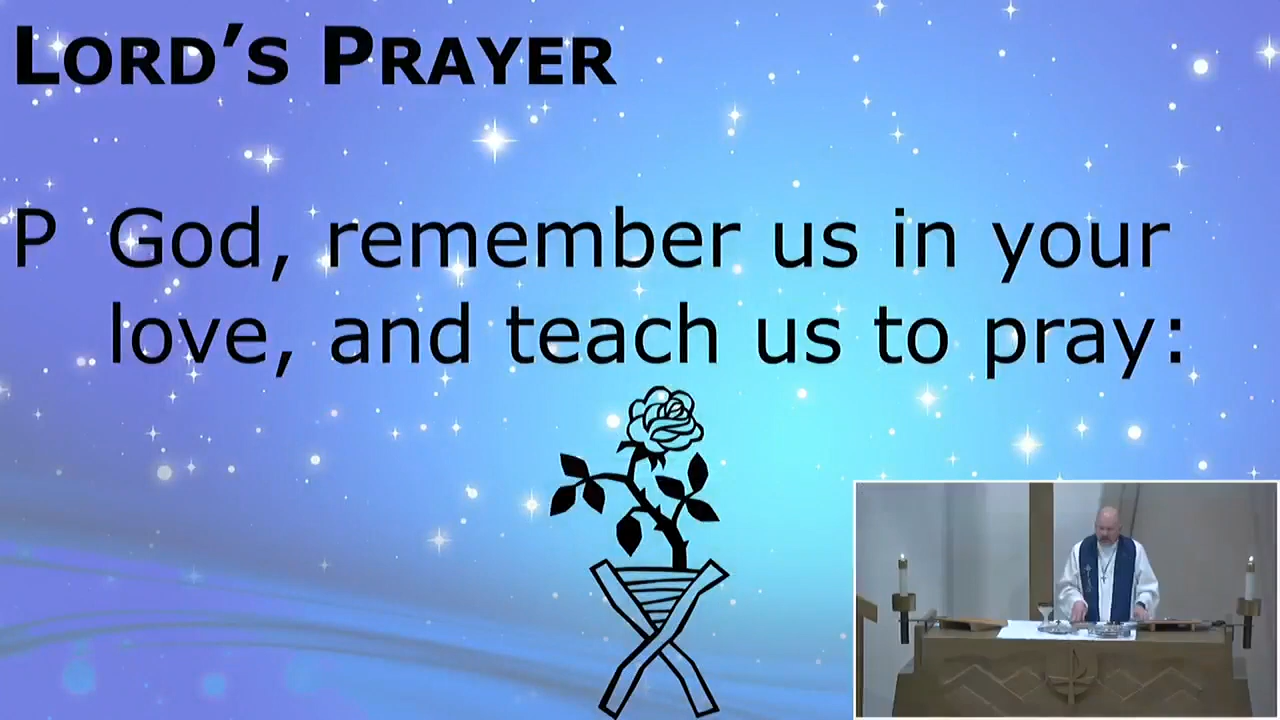 LORD'S PRAYER
P God, remember us in your
love, and teach us to pray: